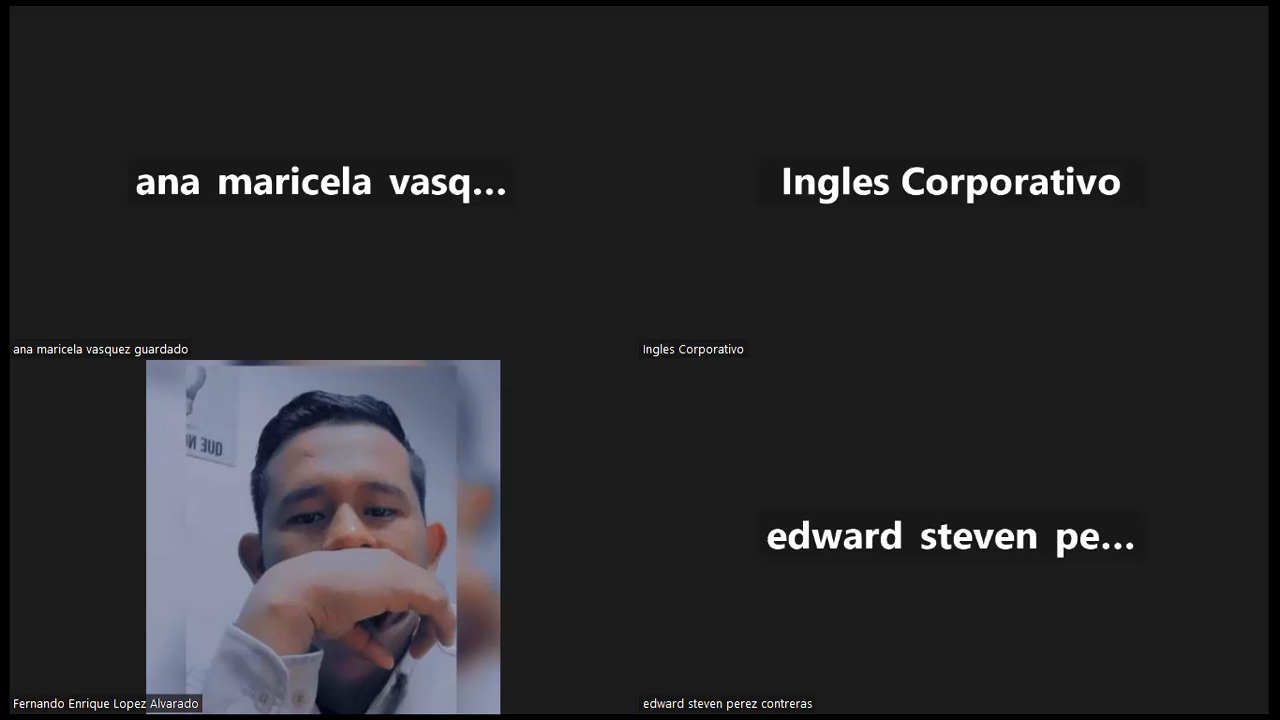 ana maricela vasq...
Ingles Corporativo
ana maricela vasquez guardado
Ingles Corporativo
QUE N
edward steven pe...
Fernando Enrique Lopez Alvarado
edward steven perez contreras